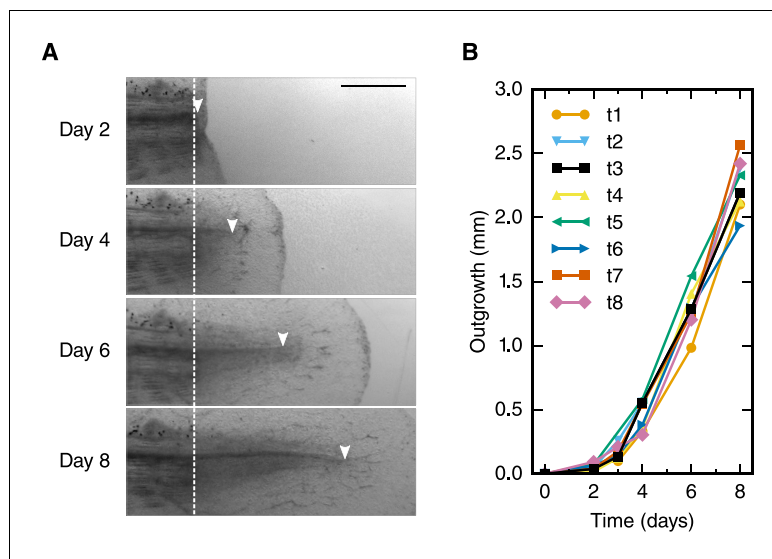 A
Day 2
Day 4
Day 6
Day 8
B
Outgrowth (mm)
3.0
2.5
2.0
1.5
1.0
0.5
0.0
t1
t2
t3
t4
t5
t6
t7
t8
0 2 4 6 8
Time (days)